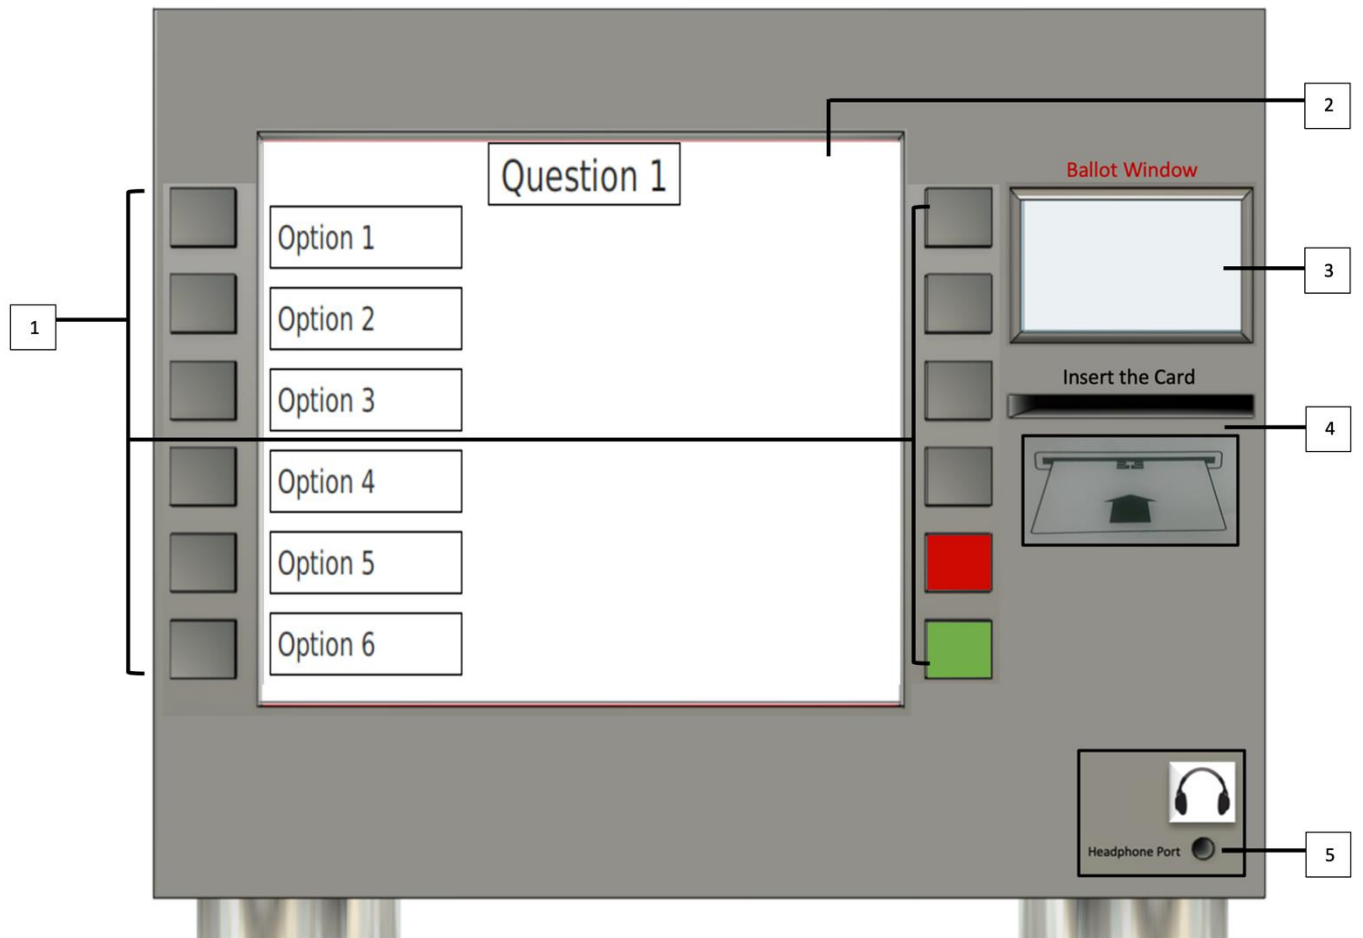 2
Question 1
Ballot Window
Option 1
3
1
Option 2
Insert the Card
Option 3
4
Option 4
Option 5
Option 6
Headphone Port
5